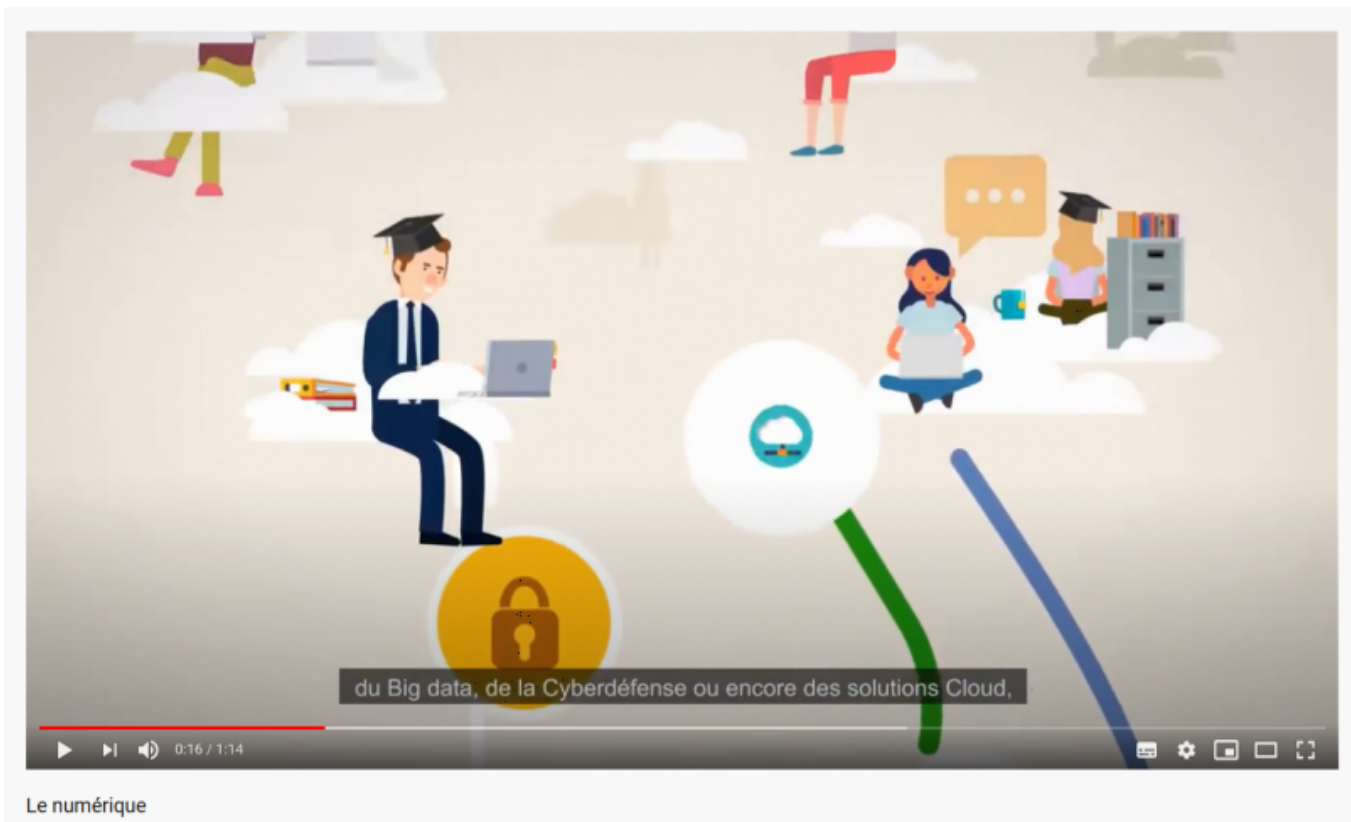 du Big data, de la Cyberdéfense ou encore des solutions Cloud,
0:16 / 1:14
Le numérique